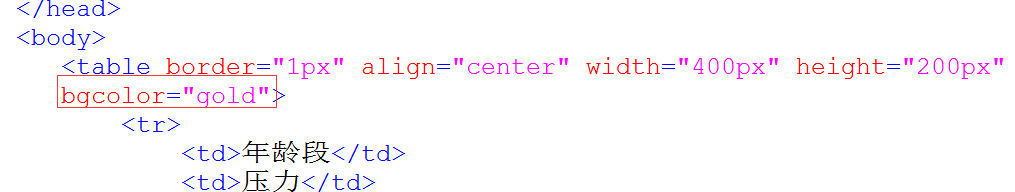 </head>
<body>
<table border="1px" align="center" width="400px" height="200px"
bgcolor="gold">
<tr>
<td>年龄段</td>
<td>压力</td>